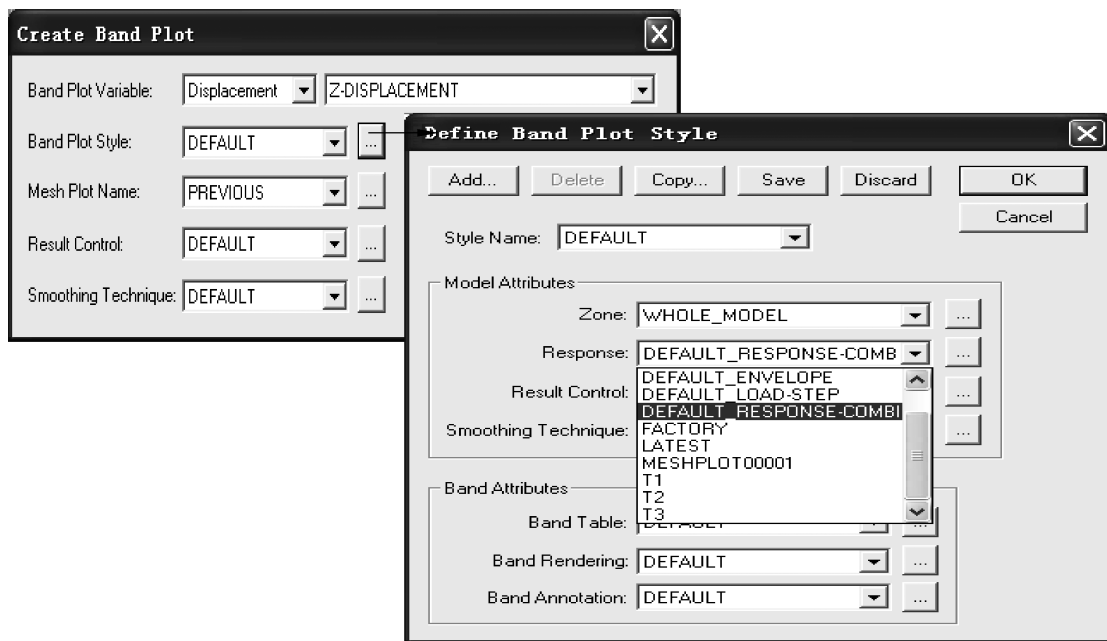 Create Band Plot
Band Plot Variable: Displacement Z-DISPLACEMENT
Band Plot Style: DEFAULT ...
Mesh Plot Name: PREVIOUS ...
Result Control: DEFAULT ...
Smoothing Technique: DEFAULT ...
Define Band Plot Style
Add... Delete Copy... Save Discard OK
Cancel
Style Name: DEFAULT
Model Attributes
Zone: WHOLE_MODEL ...
Response: DEFAULT_RESPONSE-COMB ...
Result Control: ...
Smoothing Technique: ...
DEFAULT_ENVELOPE
DEFAULT_LOAD-STEP
DEFAULT_RESPONSE-COMBI
FACTORY
LATEST
MESHPLOT00001
T1
T2
T3
Band Attributes
Band Table: DEFAULT ...
Band Rendering: DEFAULT ...
Band Annotation: DEFAULT ...